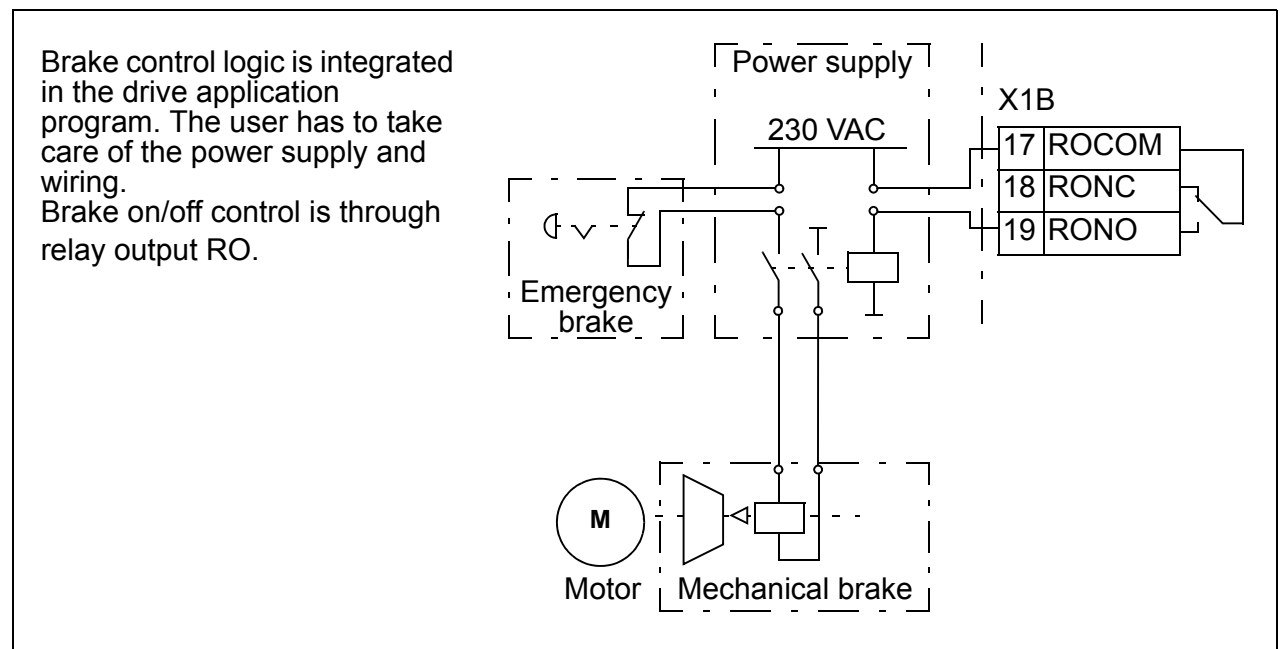 Brake control logic is integrated
in the drive application
program. The user has to take
care of the power supply and
wiring.
Brake on/off control is through
relay output RO.
Power supply
230 VAC
X1B
17 ROCOM
18 RONC
19 RONO
Emergency
brake
M
Motor
Mechanical brake